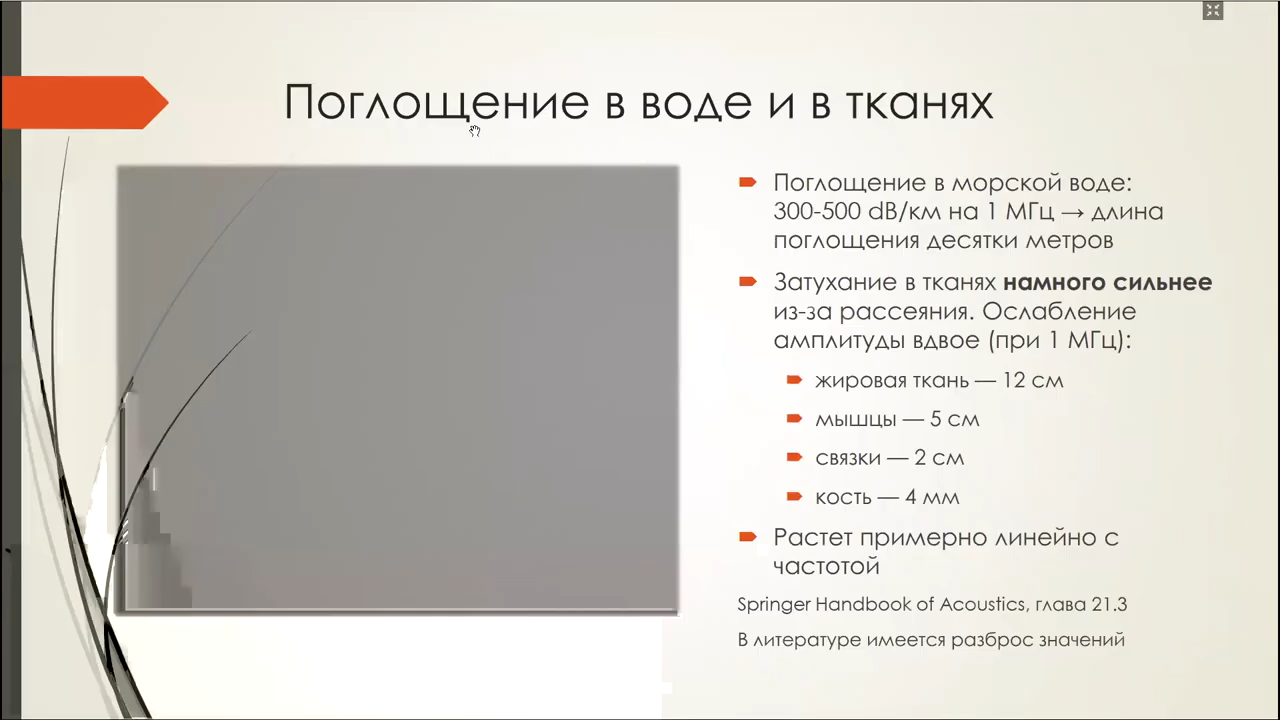 Поглощение в воде и в тканях
Поглощение в морской воде:
300-500 dB/км на 1 МГц → длина
поглощения десятки метров
Затухание в тканях намного сильнее
из-за рассеяния. Ослабление
амплитуды вдвое (при 1 МГц):
жировая ткань — 12 см
мышцы — 5 см
связки — 2 см
кость — 4 мм
Растет примерно линейно с
частотой
Springer Handbook of Acoustics, глава 21.3
В литературе имеется разброс значений